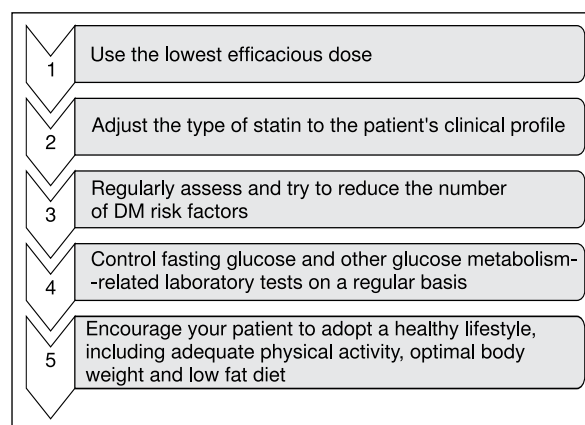 1 Use the lowest efficacious dose
2 Adjust the type of statin to the patient's clinical profile
3 Regularly assess and try to reduce the number
of DM risk factors
4 Control fasting glucose and other glucose metabolism-
-related laboratory tests on a regular basis
5 Encourage your patient to adopt a healthy lifestyle,
including adequate physical activity, optimal body
weight and low fat diet